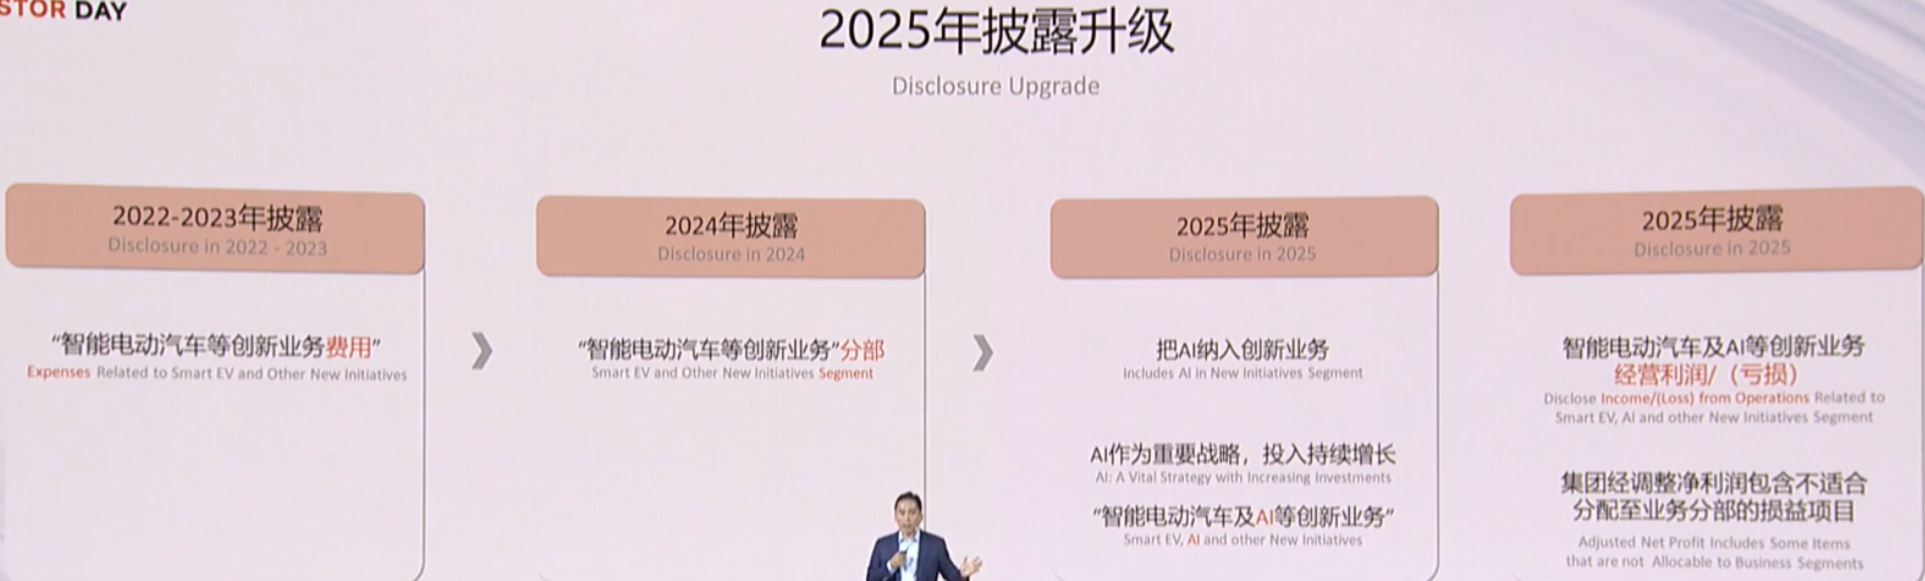 STOR DAY
2025年披露升级
Disclosure Upgrade
2022-2023年披露
Disclosure in 2022 - 2023
“智能电动汽车等创新业务费用”
Expenses Related to Smart EV and Other New Initiatives
2024年披露
Disclosure in 2024
“智能电动汽车等创新业务”分部
Smart EV and Other New Initiatives Segment
2025年披露
Disclosure in 2025
把AI纳入创新业务
Includes AI in New Initiatives Segment
AI作为重要战略，投入持续增长
AI: A Vital Strategy with Increasing Investments
“智能电动汽车及AI等创新业务”
Smart EV, AI and other New Initiatives
2025年披露
Disclosure in 2025
智能电动汽车及AI等创新业务
经营利润/（亏损）
Disclose Income/(Loss) from Operations Related to
Smart EV, AI and other New Initiatives Segment
集团经调整净利润包含不适合
分配至业务分部的损益项目
Adjusted Net Profit Includes Some Items
that are not Allocable to Business Segments